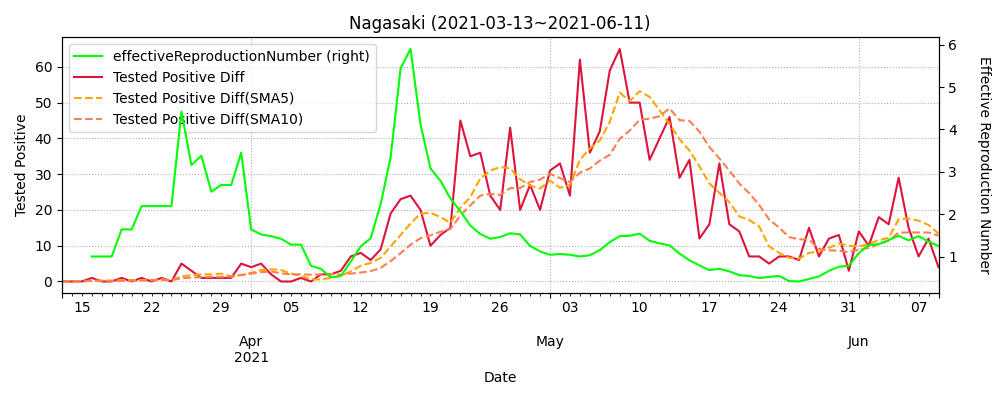 Nagasaki (2021-03-13~2021-06-11)
effectiveReproductionNumber (right)
Tested Positive Diff
Tested Positive Diff(SMA5)
Tested Positive Diff(SMA10)
Tested Positive
60
50
40
30
20
10
0
6
5
4
3
2
1
Effective Reproduction Number
15 22 29 05 12 19 26 03 10 17 24 31 07
Apr May Jun
2021
Date